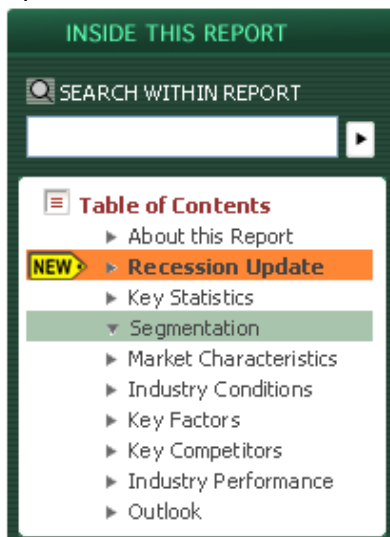 INSIDE THIS REPORT
SEARCH WITHIN REPORT
Table of Contents
About this Report
NEW Recession Update
Key Statistics
Segmentation
Market Characteristics
Industry Conditions
Key Factors
Key Competitors
Industry Performance
Outlook